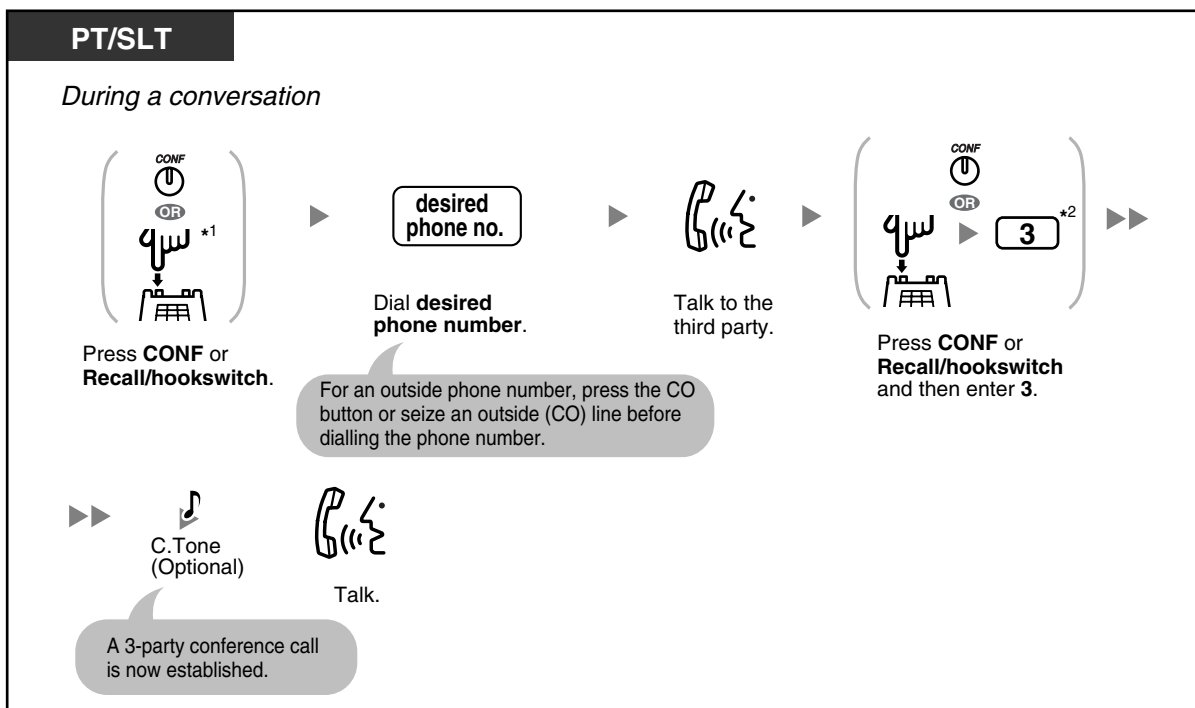 PT/SLT
During a conversation
CONF
OR
*1
Press CONF or
Recall/hookswitch.
desired
phone no.
Dial desired
phone number.
For an outside phone number, press the CO
button or seize an outside (CO) line before
dialling the phone number.
Talk to the
third party.
CONF
OR
3 *2
Press CONF or
Recall/hookswitch
and then enter 3.
C.Tone
(Optional)
A 3-party conference call
is now established.
Talk.